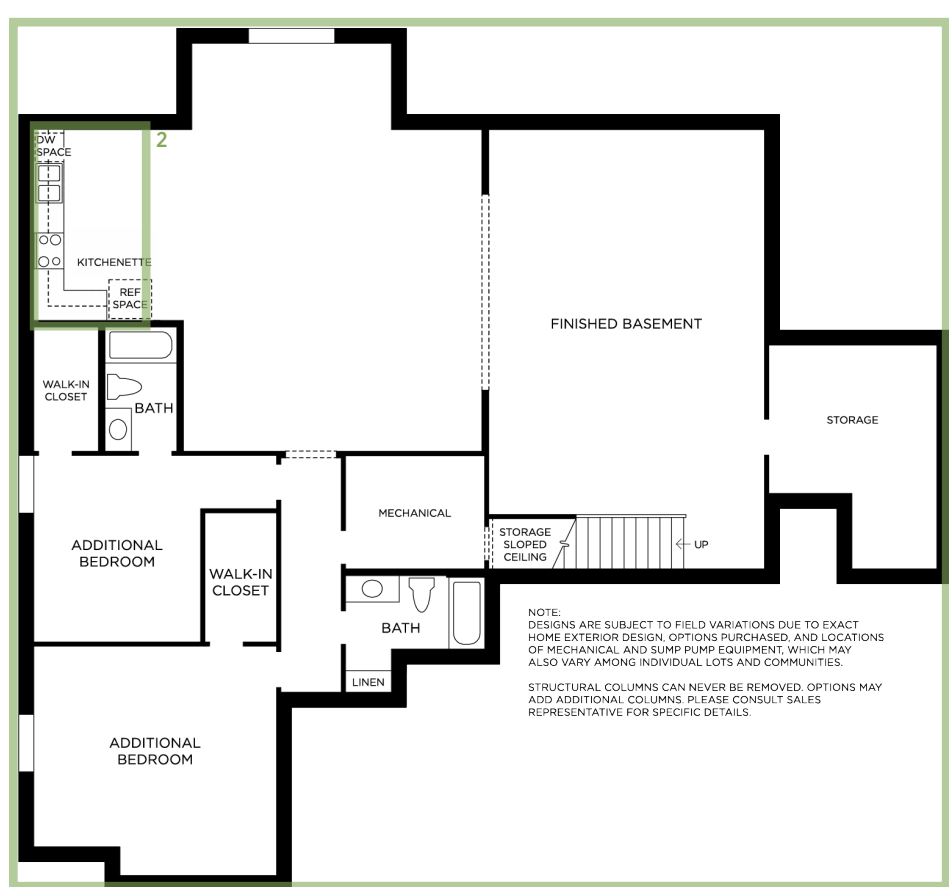 DW
SPACE
2
KITCHENETTE
REF
SPACE
FINISHED BASEMENT
WALK-IN
CLOSET
BATH
STORAGE
MECHANICAL
STORAGE
SLOPED
CEILING
UP
ADDITIONAL
BEDROOM
WALK-IN
CLOSET
BATH
LINEN
ADDITIONAL
BEDROOM
NOTE:
DESIGNS ARE SUBJECT TO FIELD VARIATIONS DUE TO EXACT
HOME EXTERIOR DESIGN, OPTIONS PURCHASED, AND LOCATIONS
OF MECHANICAL AND SUMP PUMP EQUIPMENT, WHICH MAY
ALSO VARY AMONG INDIVIDUAL LOTS AND COMMUNITIES.
STRUCTURAL COLUMNS CAN NEVER BE REMOVED. OPTIONS MAY
ADD ADDITIONAL COLUMNS. PLEASE CONSULT SALES
REPRESENTATIVE FOR SPECIFIC DETAILS.